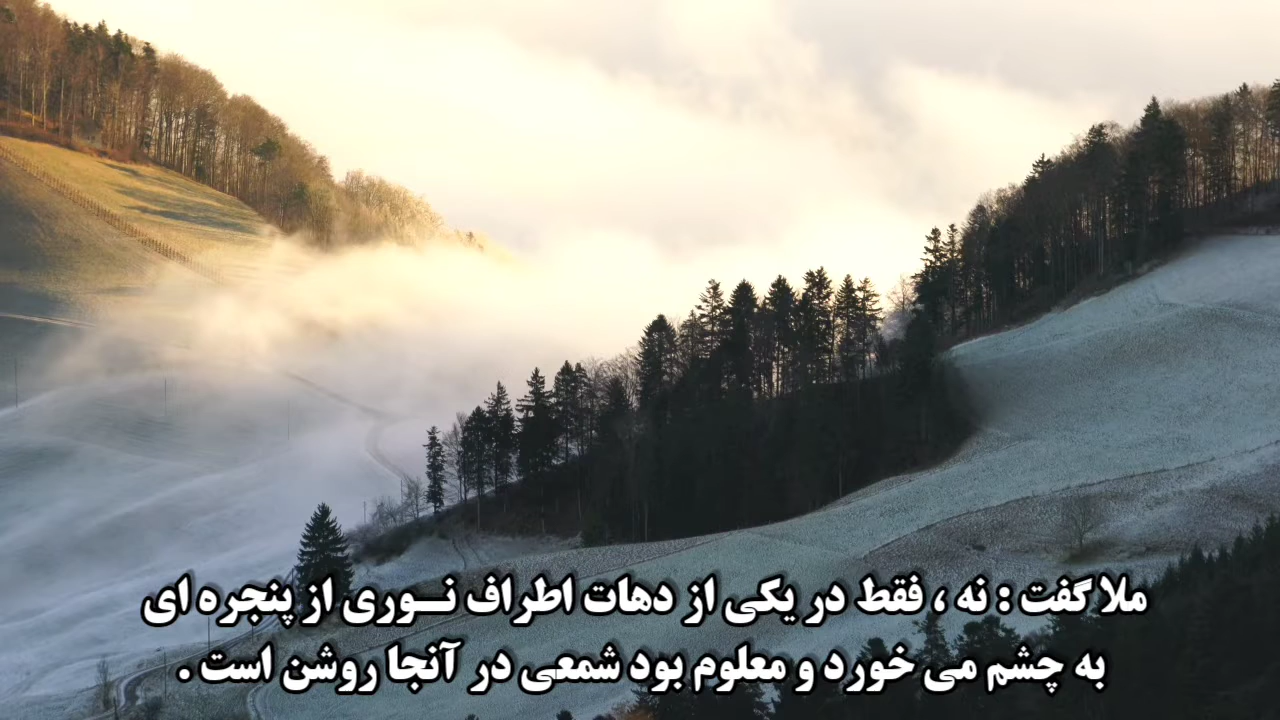 ملا گفت : نه ، فقط در یکی از دهات اطراف نــوری از پنجره ای
به چشم می خورد و معلوم بود شمعی در آنجا روشن است .